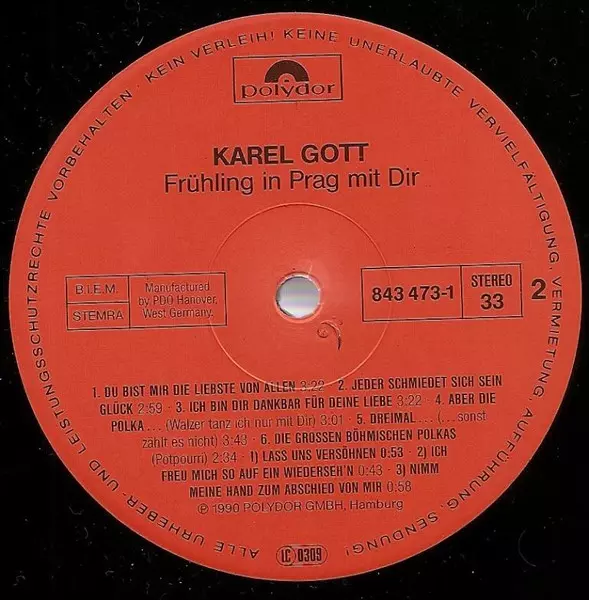 ALLE URHEBER- UND LEISTUNGSSCHUTZRECHTE VORBEHALTEN · KEIN VERLEIH! KEINE UNERLAUBTE VERVIELFÄLTIGUNG, VERMIETUNG, AUFFÜHRUNG, SENDUNG!
Polydor
KAREL GOTT
Frühling in Prag mit Dir
B.I.E.M.
STEMRA
Manufactured
by PDO Hanover,
West Germany.
843 473-1
STEREO
33
2
1. DU BIST MIR DIE LIEBSTE VON ALLEN 3:22 · 2. JEDER SCHMIEDET SICH SEIN
GLÜCK 2:59 · 3. ICH BIN DIR DANKBAR FÜR DEINE LIEBE 3:22 · 4. ABER DIE
POLKA... (Walzer tanz ich nur mit Dir) 3:01 · 5. DREIMAL... (...sonst
zählt es nicht) 3:43 · 6. DIE GROSSEN BÖHMISCHEN POLKAS
(Potpourri) 2:34 · 1) LASS UNS VERSÖHNEN 0:53 · 2) ICH
FREU MICH SO AUF EIN WIEDERSEH'N 0:43 · 3) NIMM
MEINE HAND ZUM ABSCHIED VON MIR 0:58
℗ 1990 POLYDOR GMBH, Hamburg
LC 0309